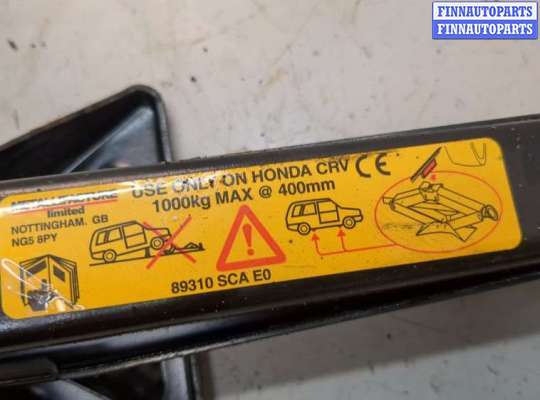 FINNAUTOPARTS
FINNAUTOPARTS
USE ONLY ON HONDA CRV CE
1000kg MAX @ 400mm
limited
NOTTINGHAM. GB
NG5 8PY
89310 SCA E0